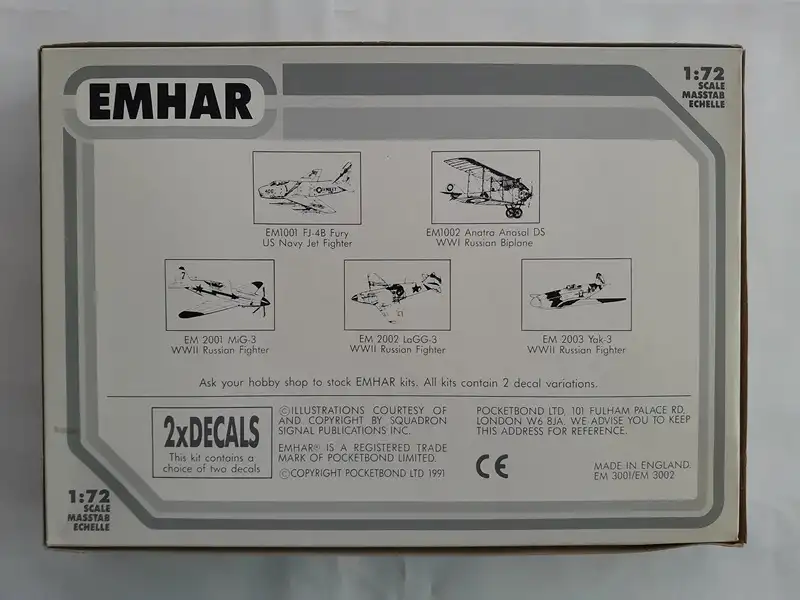 EMHAR
1:72
SCALE
MASSTAB
ECHELLE
EM1001 FJ-4B Fury
US Navy Jet Fighter
EM1002 Anatra Anasal DS
WWI Russian Biplane
EM 2001 MiG-3
WWII Russian Fighter
EM 2002 LaGG-3
WWII Russian Fighter
EM 2003 Yak-3
WWII Russian Fighter
Ask your hobby shop to stock EMHAR kits. All kits contain 2 decal variations.
2xDECALS
This kit contains a
choice of two decals
©ILLUSTRATIONS COURTESY OF
AND COPYRIGHT BY SQUADRON
SIGNAL PUBLICATIONS INC.
EMHAR® IS A REGISTERED TRADE
MARK OF POCKETBOND LIMITED.
©COPYRIGHT POCKETBOND LTD 1991
POCKETBOND LTD, 101 FULHAM PALACE RD,
LONDON W6 8JA. WE ADVISE YOU TO KEEP
THIS ADDRESS FOR REFERENCE.
CE
MADE IN ENGLAND.
EM 3001/EM 3002
1:72
SCALE
MASSTAB
ECHELLE